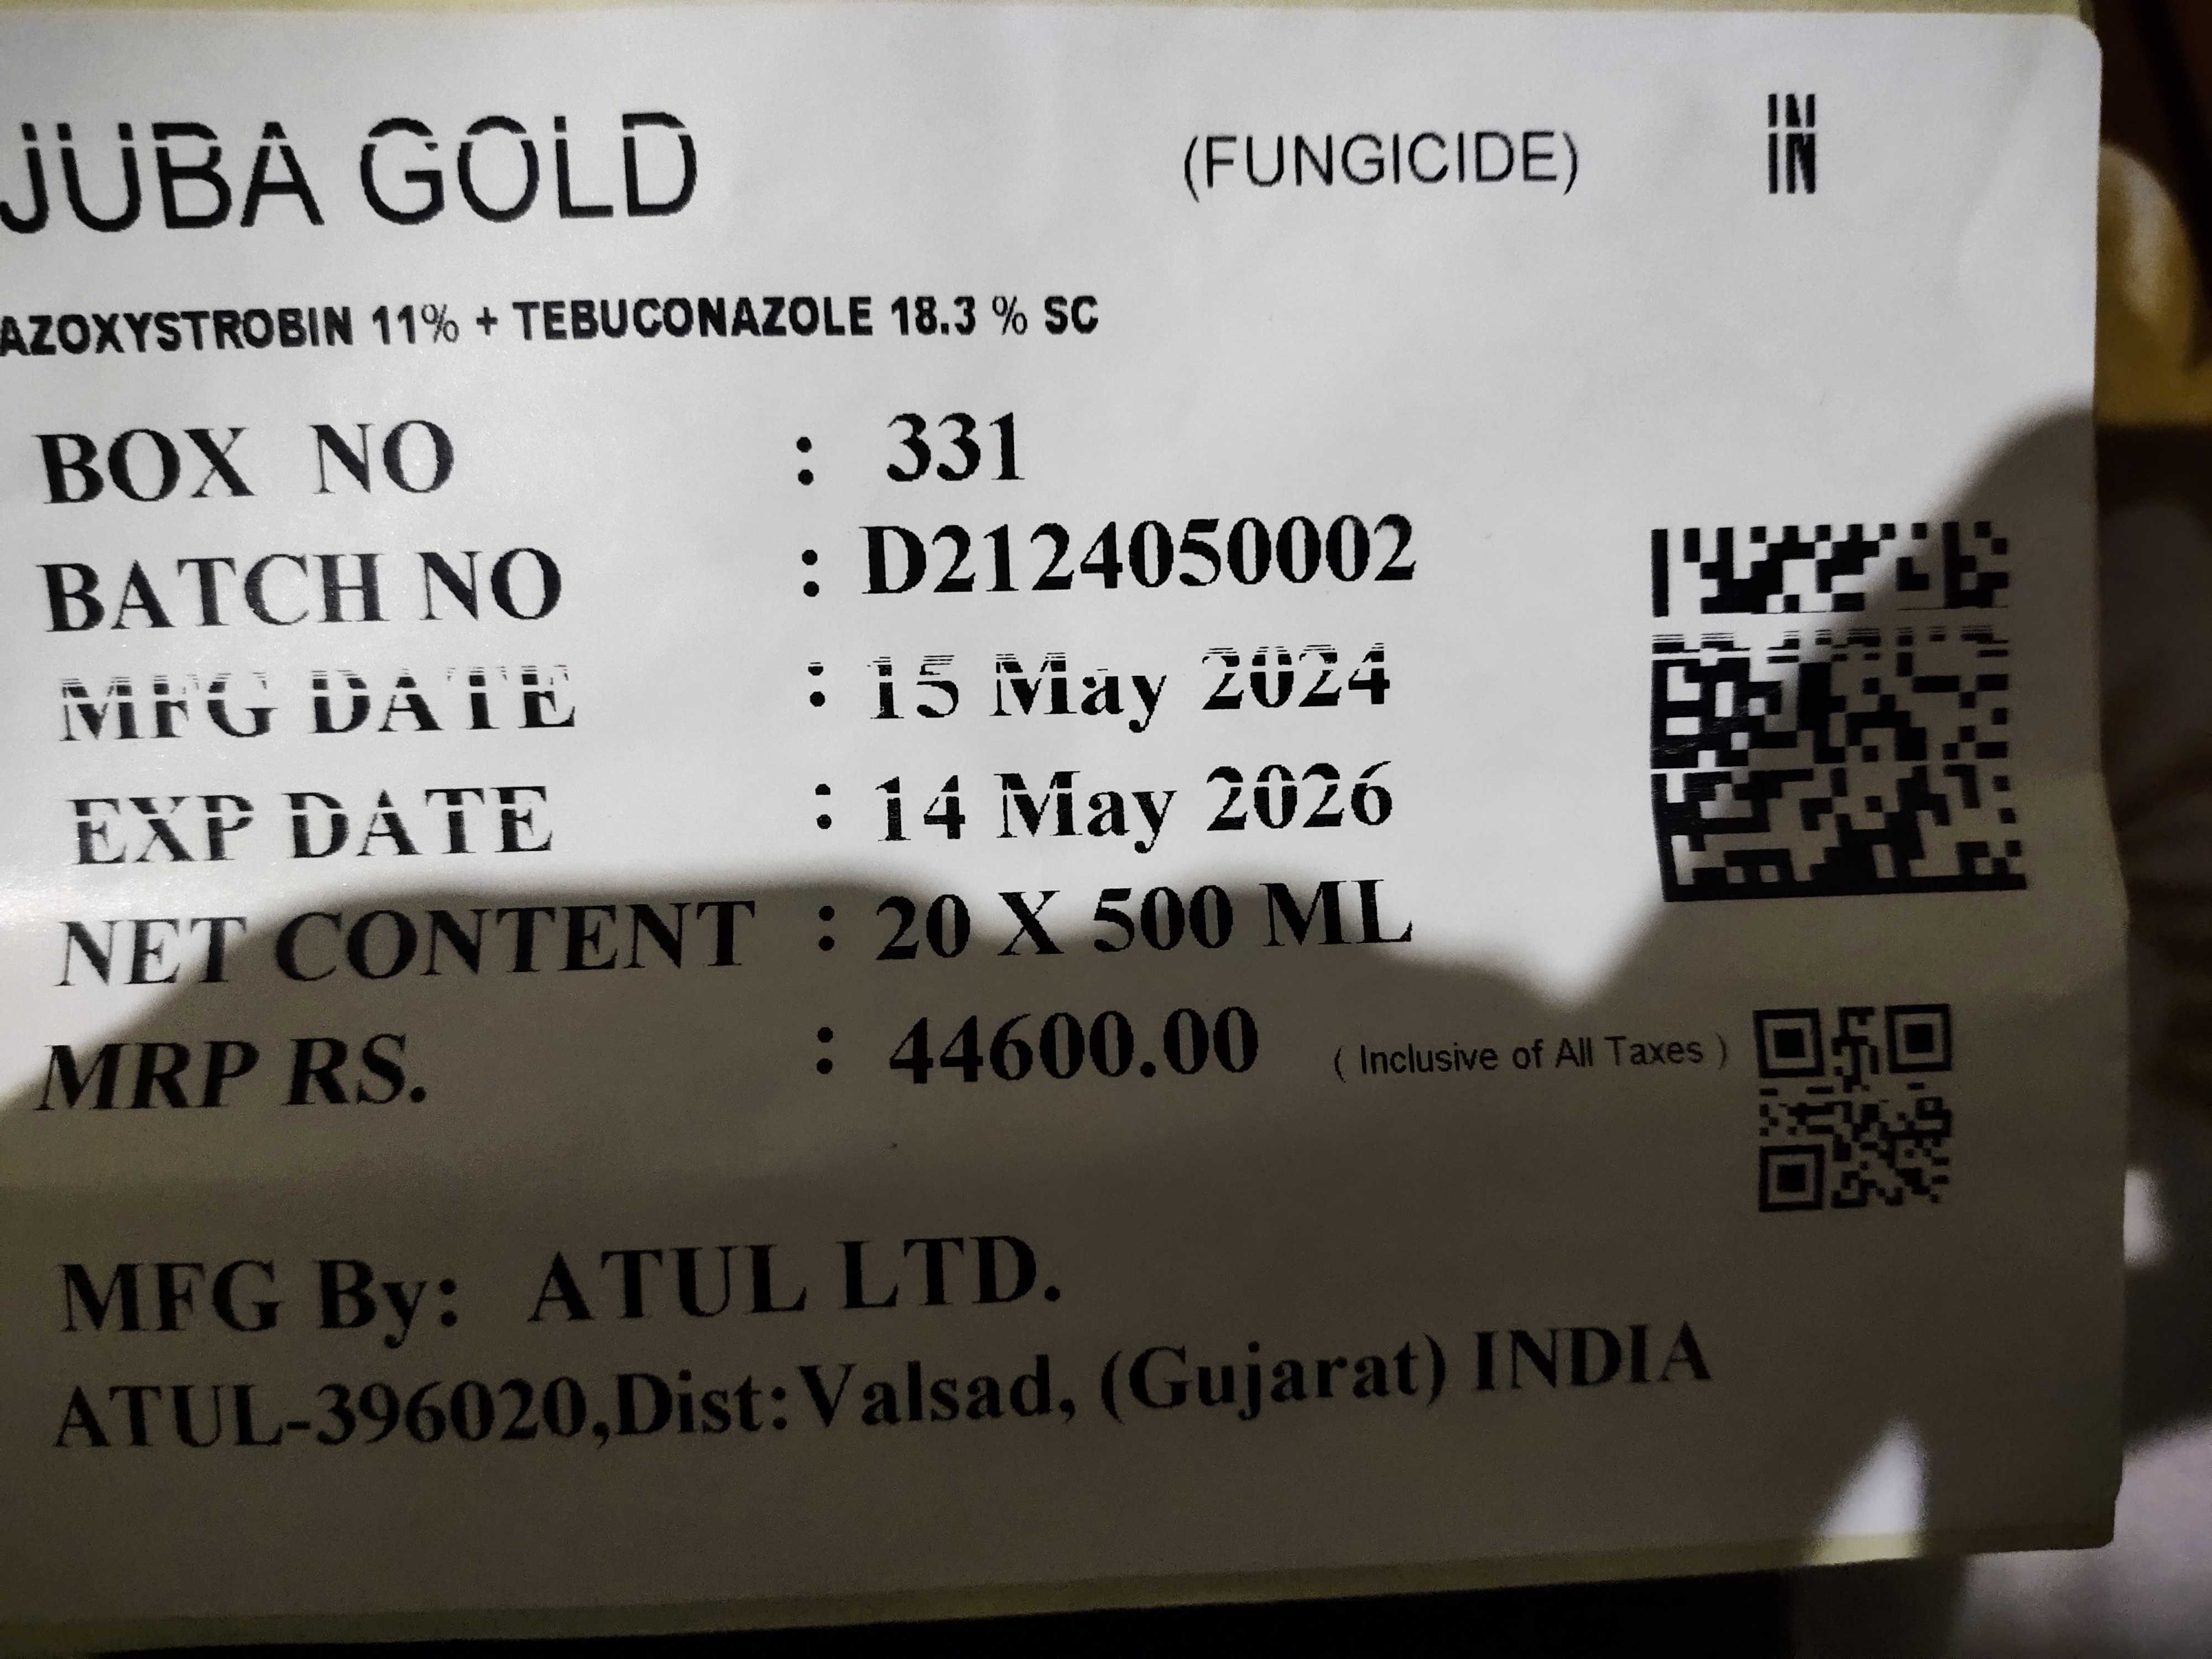 JUBA GOLD (FUNGICIDE) IN
AZOXYSTROBIN 11% + TEBUCONAZOLE 18.3 % SC
BOX NO : 331
BATCH NO : D2124050002
MFG DATE : 15 May 2024
EXP DATE : 14 May 2026
NET CONTENT : 20 X 500 ML
MRP RS. : 44600.00 ( Inclusive of All Taxes )
MFG By: ATUL LTD.
ATUL-396020,Dist:Valsad, (Gujarat) INDIA